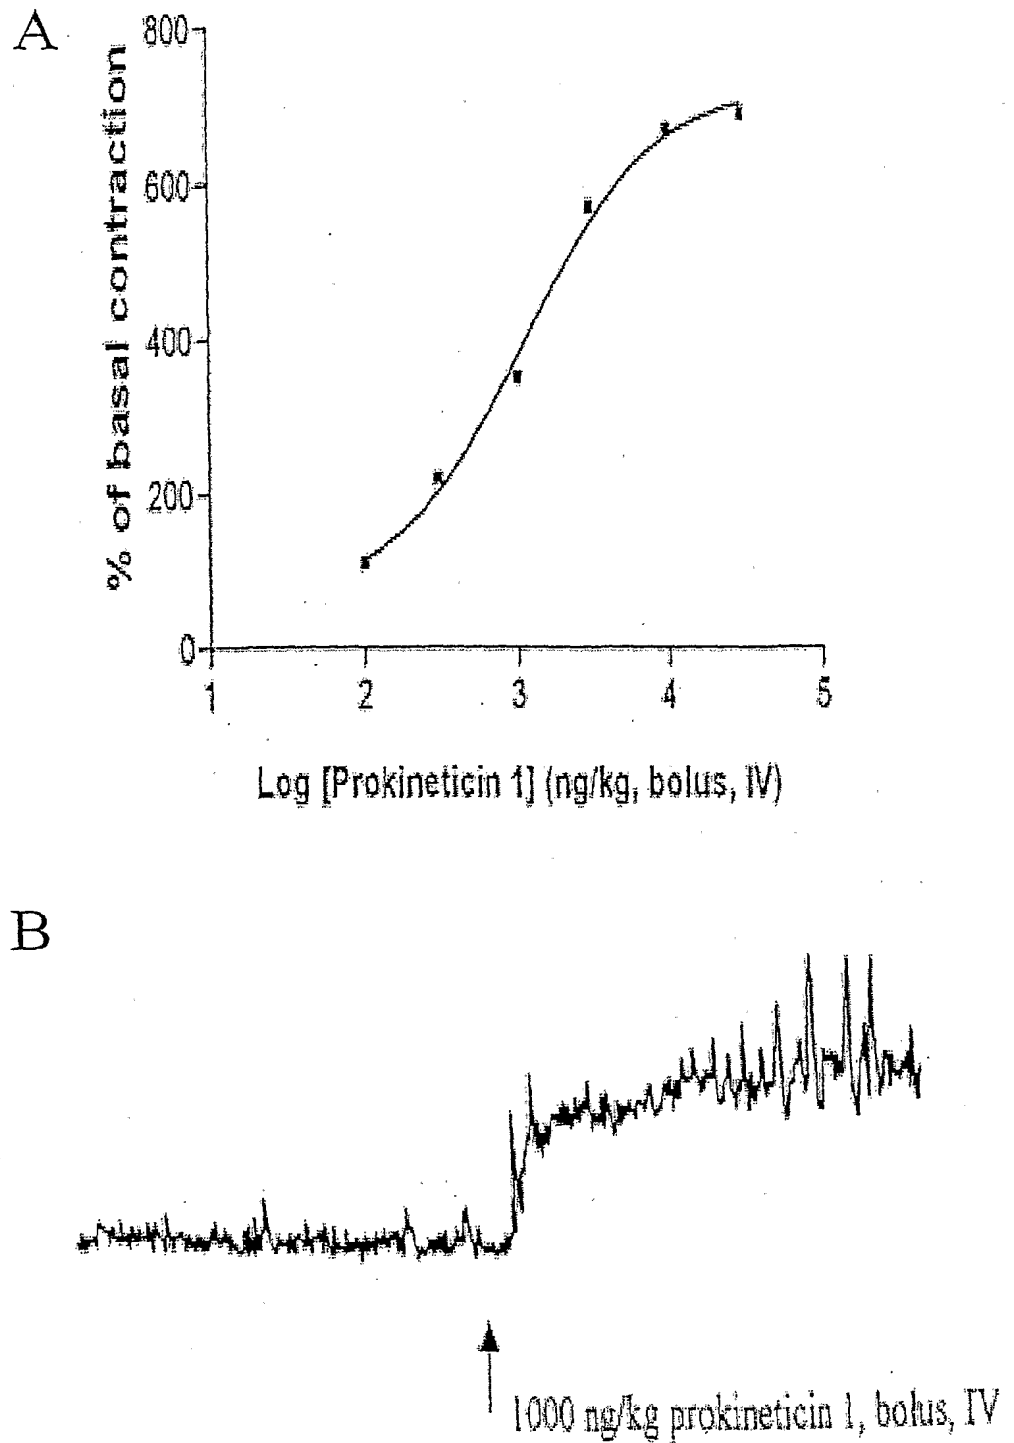 A
% of basal contraction
800
600
400
200
0
1 2 3 4 5
Log [Prokineticin 1] (ng/kg, bolus, IV)
B
1000 ng/kg prokineticin 1, bolus, IV